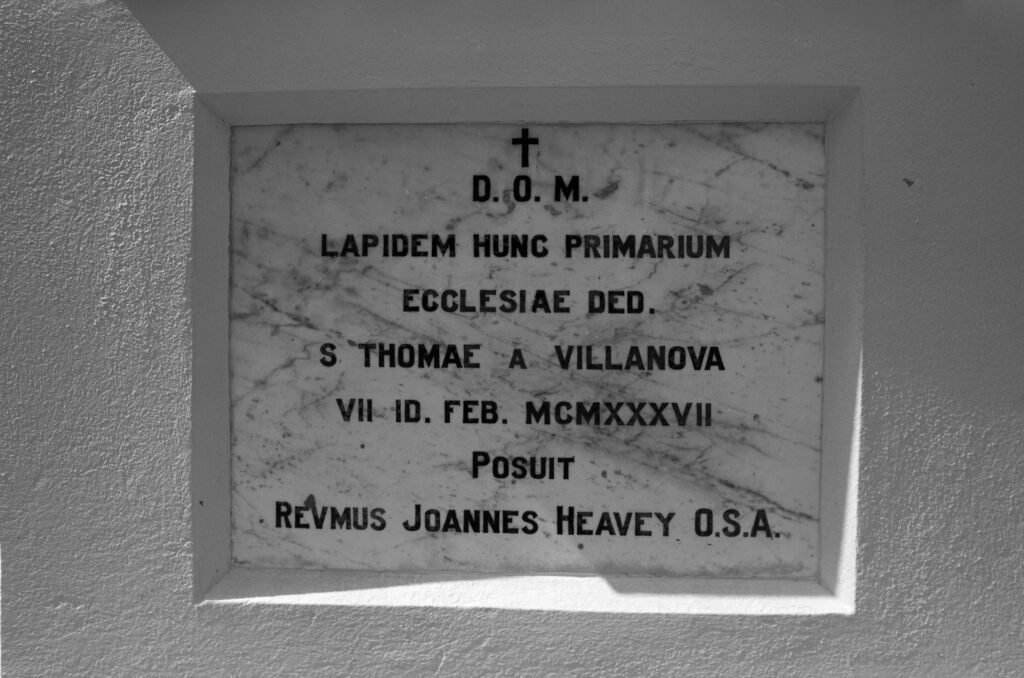 ✝
D. O. M.
LAPIDEM HUNC PRIMARIUM
ECCLESIAE DED.
S THOMAE A VILLANOVA
VII ID. FEB. MCMXXXVII
POSUIT
REVMUS JOANNES HEAVEY O.S.A.